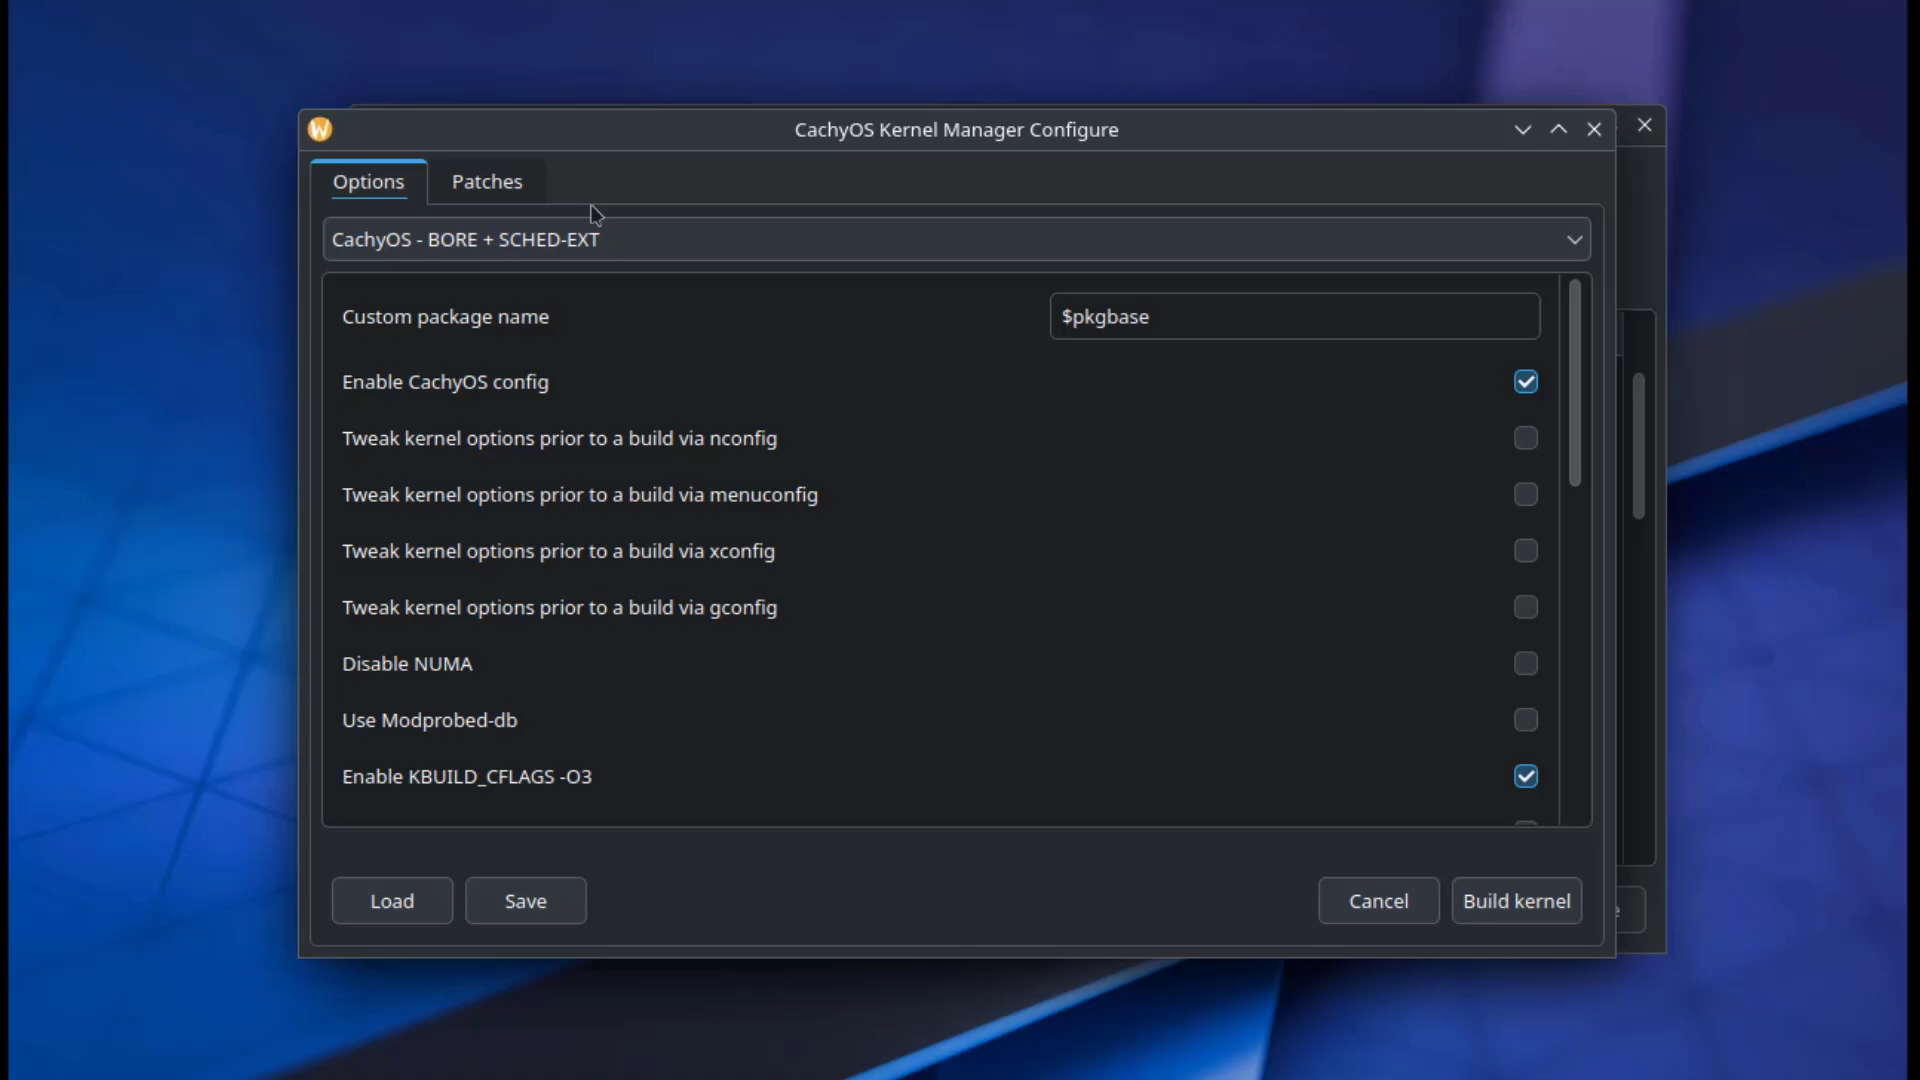 CachyOS Kernel Manager Configure
Options
Patches
CachyOS - BORE + SCHED-EXT
Custom package name
$pkgbase
Enable CachyOS config
Tweak kernel options prior to a build via nconfig
Tweak kernel options prior to a build via menuconfig
Tweak kernel options prior to a build via xconfig
Tweak kernel options prior to a build via gconfig
Disable NUMA
Use Modprobed-db
Enable KBUILD_CFLAGS -O3
Load
Save
Cancel
Build kernel